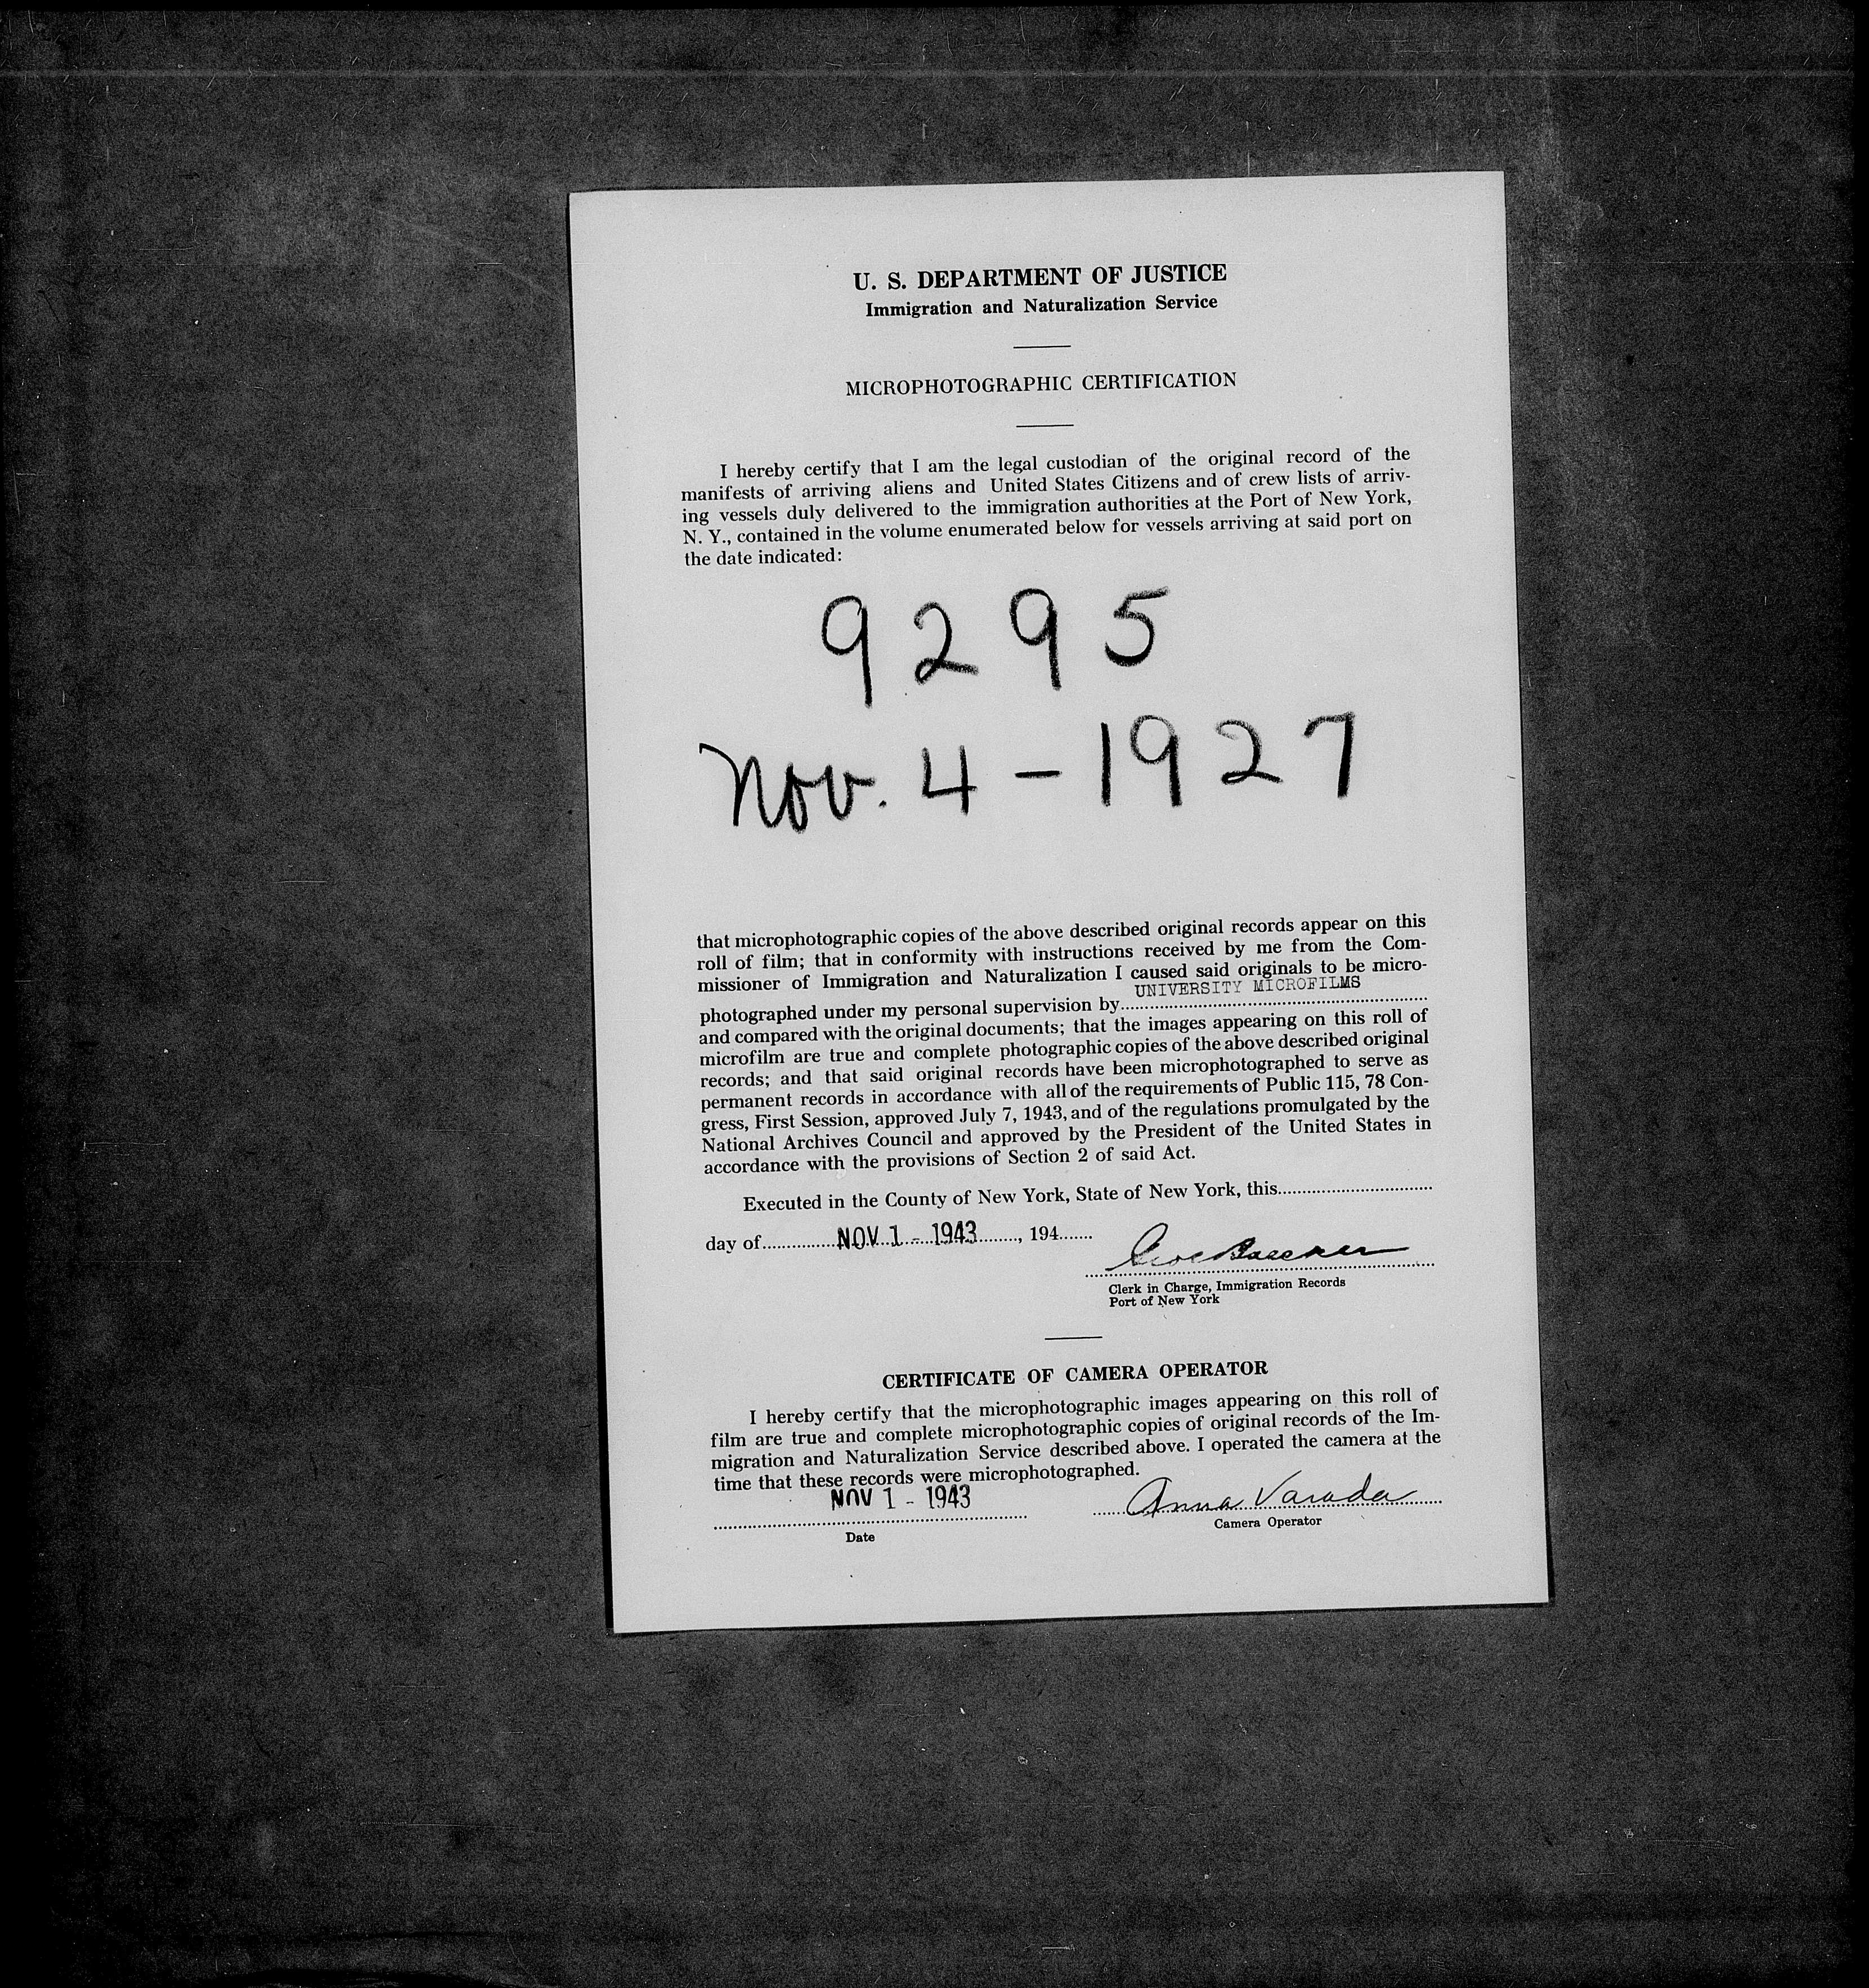 U. S. DEPARTMENT OF JUSTICE
Immigration and Naturalization Service
MICROPHOTOGRAPHIC CERTIFICATION
I hereby certify that I am the legal custodian of the original record of the
manifests of arriving aliens and United States Citizens and of crew lists of arriv-
ing vessels duly delivered to the immigration authorities at the Port of New York,
N. Y., contained in the volume enumerated below for vessels arriving at said port on
the date indicated:
9295
Nov. 4 - 1927
that microphotographic copies of the above described original records appear on this
roll of film; that in conformity with instructions received by me from the Com-
missioner of Immigration and Naturalization I caused said originals to be micro-
photographed under my personal supervision by UNIVERSITY MICROFILMS
and compared with the original documents; that the images appearing on this roll of
microfilm are true and complete photographic copies of the above described original
records; and that said original records have been microphotographed to serve as
permanent records in accordance with all of the requirements of Public 115, 78 Con-
gress, First Session, approved July 7, 1943, and of the regulations promulgated by the
National Archives Council and approved by the President of the United States in
accordance with the provisions of Section 2 of said Act.
Executed in the County of New York, State of New York, this
day of NOV 1 - 1943, 194
Clerk in Charge, Immigration Records
Port of New York
CERTIFICATE OF CAMERA OPERATOR
I hereby certify that the microphotographic images appearing on this roll of
film are true and complete microphotographic copies of original records of the Im-
migration and Naturalization Service described above. I operated the camera at the
time that these records were microphotographed.
NOV 1 - 1943 Anna Varada
Date Camera Operator